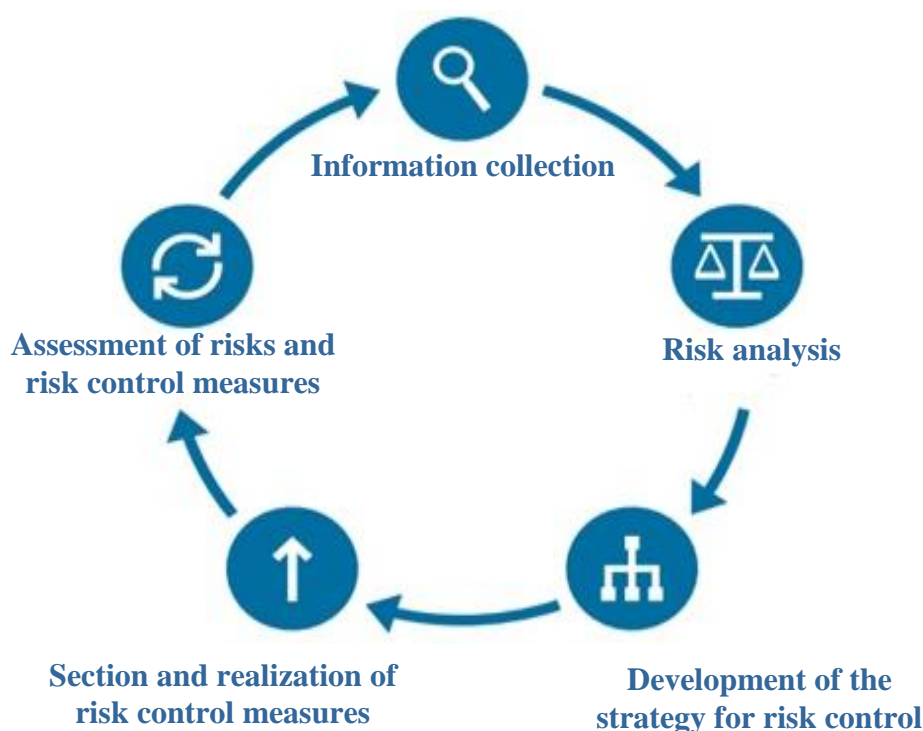 Information collection
Risk analysis
Development of the
strategy for risk control
Section and realization of
risk control measures
Assessment of risks and
risk control measures